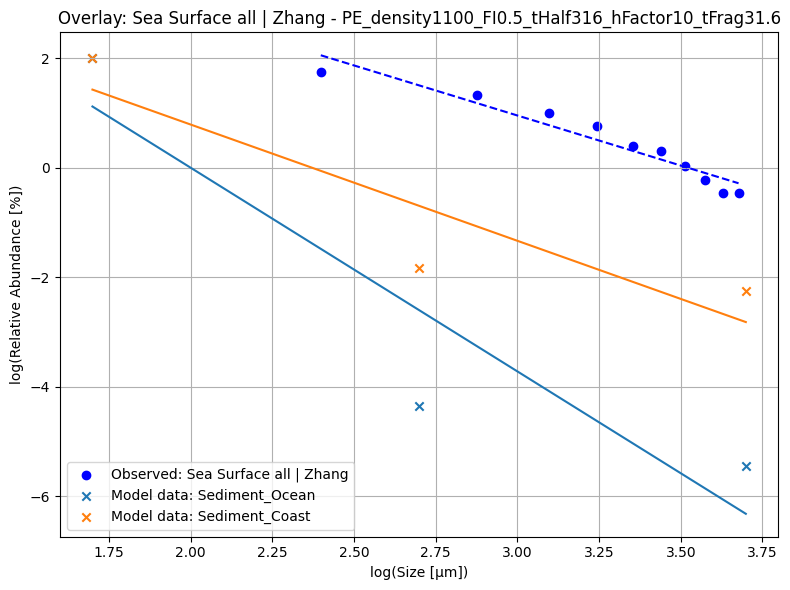 Overlay: Sea Surface all | Zhang - PE_density1100_FI0.5_tHalf316_hFactor10_tFrag31.6
log(Relative Abundance [%])
2
0
−2
−4
−6
Observed: Sea Surface all | Zhang
Model data: Sediment_Ocean
Model data: Sediment_Coast
1.75 2.00 2.25 2.50 2.75 3.00 3.25 3.50 3.75
log(Size [μm])